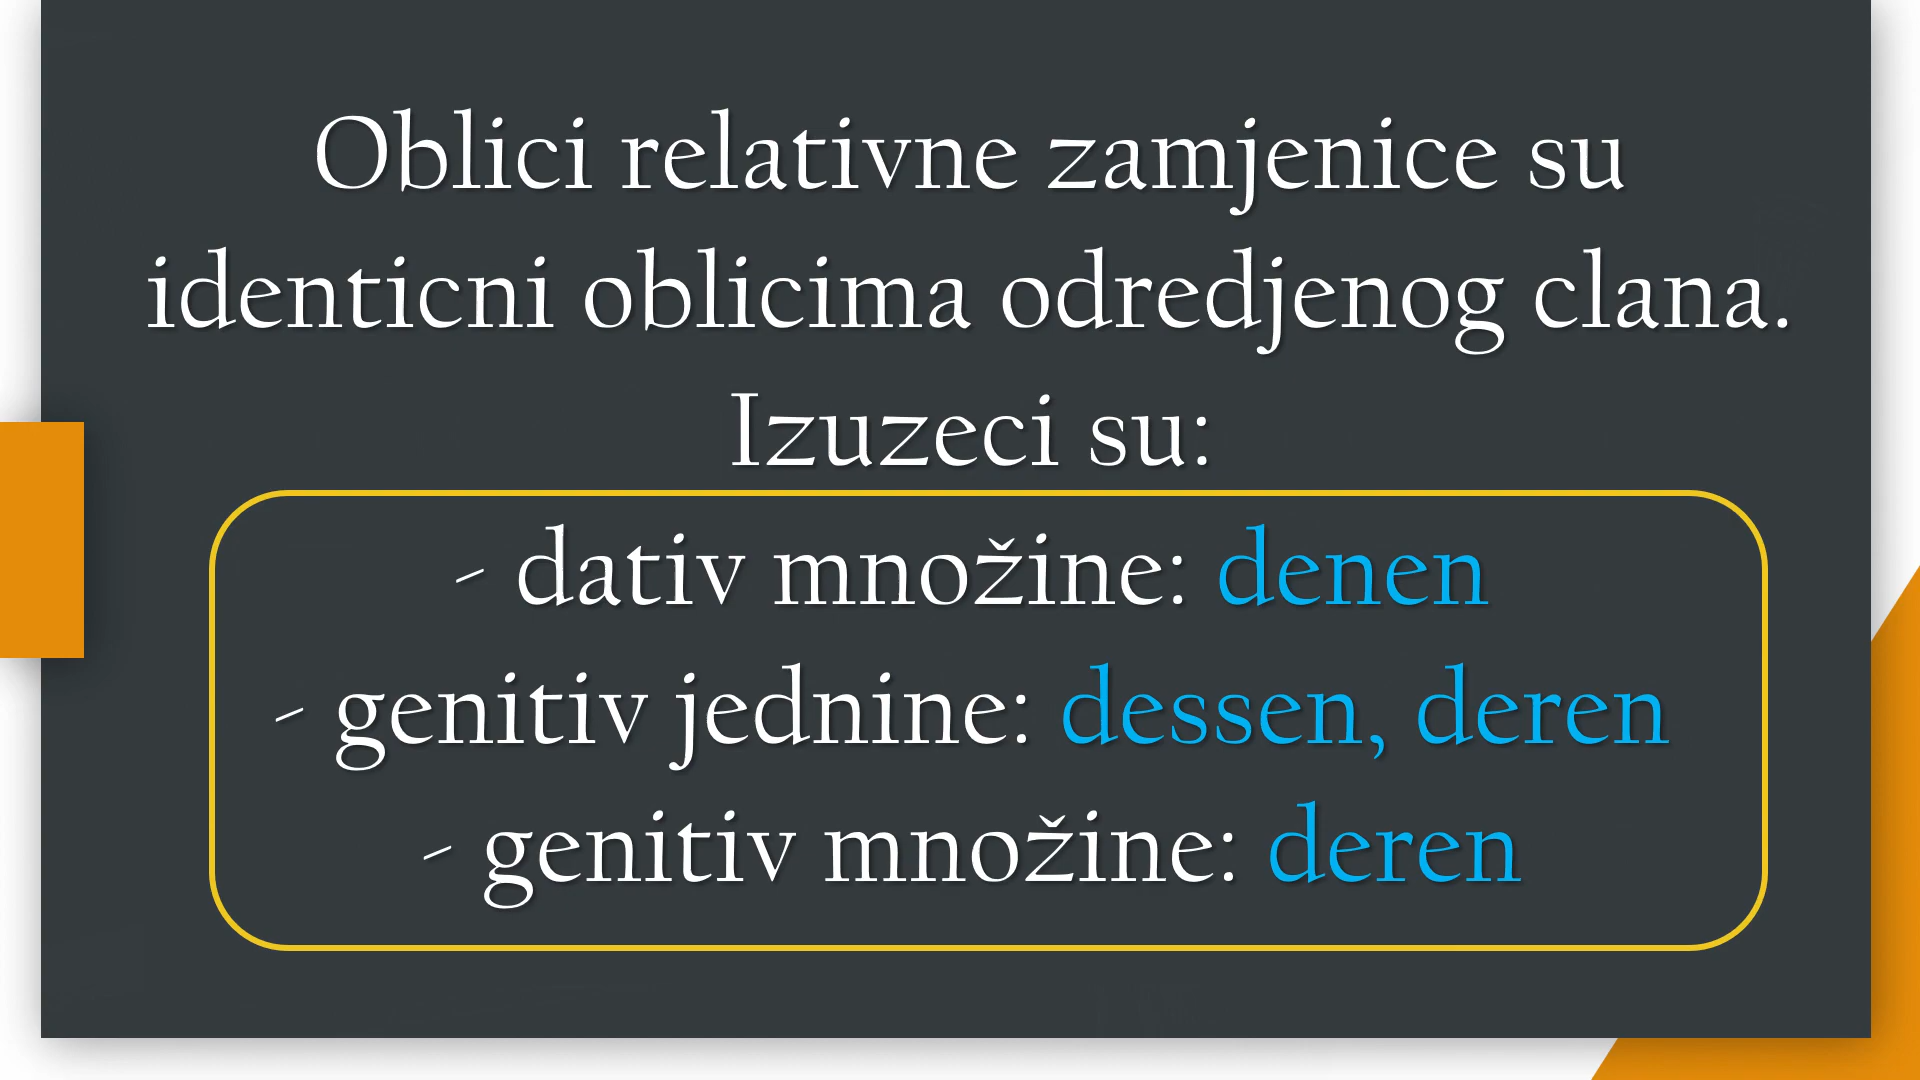 Oblici relativne zamjenice su
identicni oblicima odredjenog clana.
Izuzeci su:
- dativ množine: denen
- genitiv jednine: dessen, deren
- genitiv množine: deren